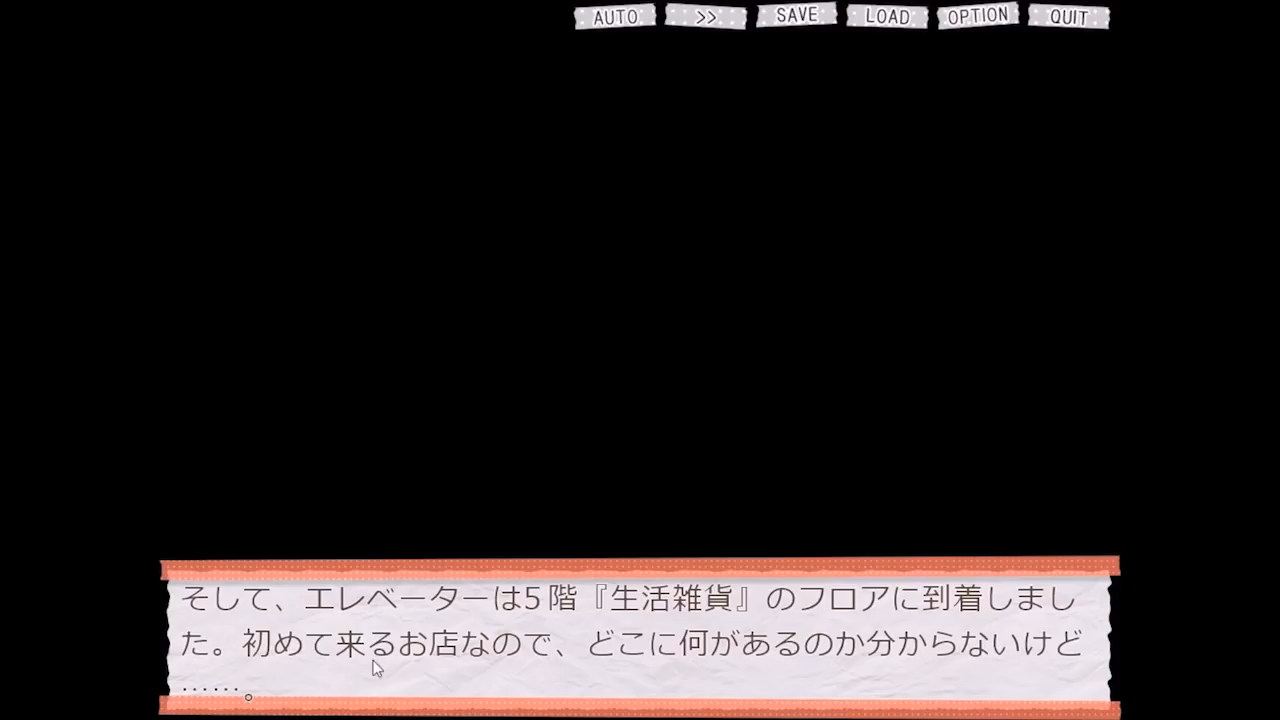 AUTO >> SAVE LOAD OPTION QUIT
そして、エレベーターは5階『生活雑貨』のフロアに到着しまし
た。初めて来るお店なので、どこに何があるのか分からないけど
……。